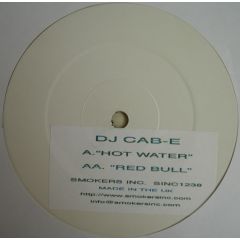 DJ CAB-E
A."HOT WATER"
AA. "RED BULL"
SMOKERS INC. SINC1238
MADE IN THE UK
http://www.smokersinc.com
info@smokersinc.com